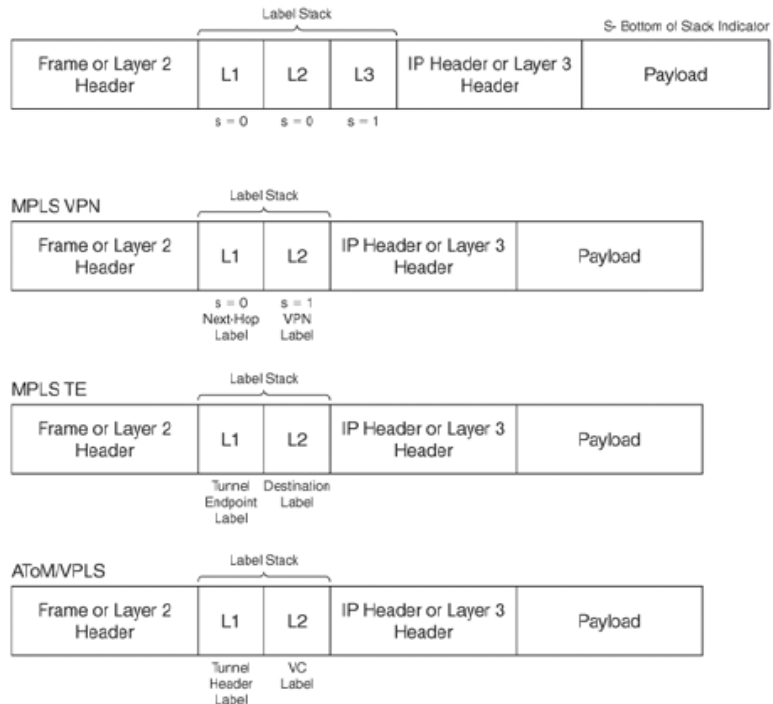 Label Stack
S- Bottom of Stack Indicator
Frame or Layer 2
Header
L1
L2
L3
IP Header or Layer 3
Header
Payload
s = 0
s = 0
s = 1
MPLS VPN
Label Stack
Frame or Layer 2
Header
L1
L2
IP Header or Layer 3
Header
Payload
s = 0
Next-Hop
Label
s = 1
VPN
Label
MPLS TE
Label Stack
Frame or Layer 2
Header
L1
L2
IP Header or Layer 3
Header
Payload
Tunnel
Endpoint
Label
Destination
Label
AToM/VPLS
Label Stack
Frame or Layer 2
Header
L1
L2
IP Header or Layer 3
Header
Payload
Tunnel
Header
Label
VC
Label